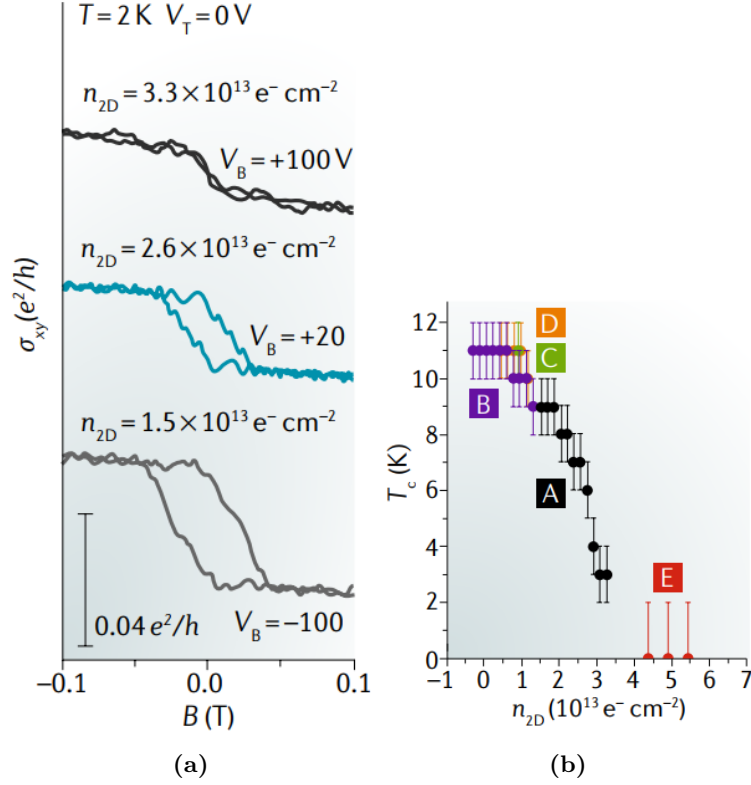 T = 2 K V_T = 0 V
n_2D = 3.3 × 10^13 e^– cm^–2
V_B = +100 V
n_2D = 2.6 × 10^13 e^– cm^–2
V_B = +20
n_2D = 1.5 × 10^13 e^– cm^–2
V_B = –100
0.04 e^2/h
σ_xy (e^2/h)
–0.1 0.0 0.1
B (T)
(a)
12
10
8
6
4
2
0
T_c (K)
D
C
B
A
E
–1 0 1 2 3 4 5 6 7
n_2D (10^13 e^– cm^–2)
(b)